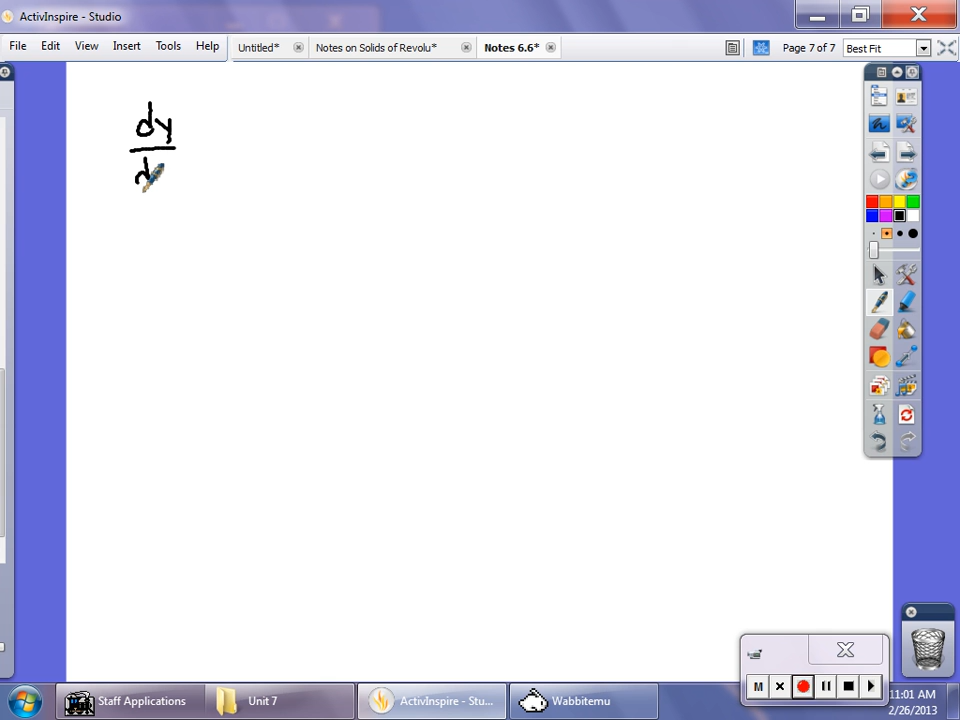 ActivInspire - Studio
File Edit View Insert Tools Help Untitled* Notes on Solids of Revolu* Notes 6.6* Page 7 of 7 Best Fit
dy
d
M
Staff Applications Unit 7 ActivInspire - Stu... Wabbitemu 11:01 AM
2/26/2013